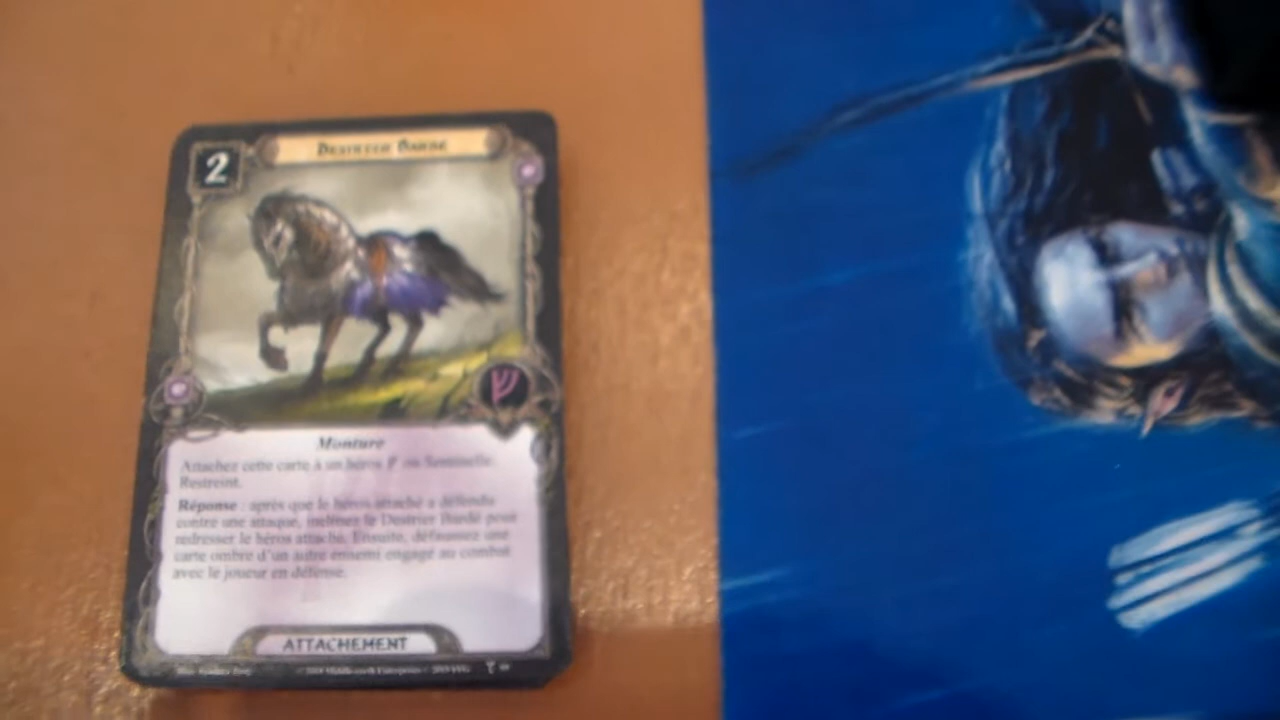 2
Destrier Bardé
Monture
Attachez cette carte à un héros ou Sentinelle.
Restreint.
Réponse : après que le héros attaché a défendu
contre une attaque, inclinez le Destrier Bardé pour
redresser le héros attaché. Ensuite, défaussez une
carte ombre d'un autre ennemi engagé au combat
avec le joueur en défense.
ATTACHEMENT